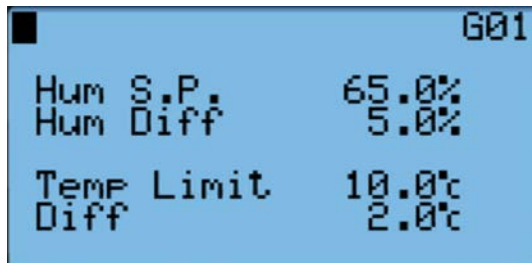 G01
Hum S.P. 65.0%
Hum Diff 5.0%
Temp Limit 10.0℃
Diff 2.0℃